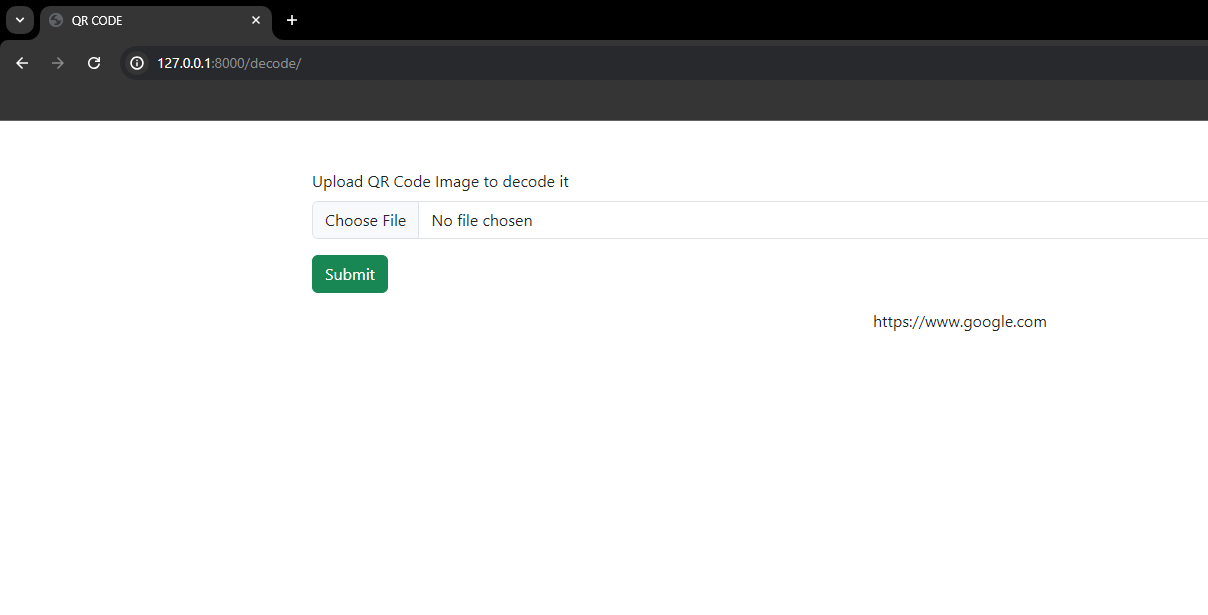 QR CODE
127.0.0.1:8000/decode/
Upload QR Code Image to decode it
Choose File No file chosen
Submit
https://www.google.com